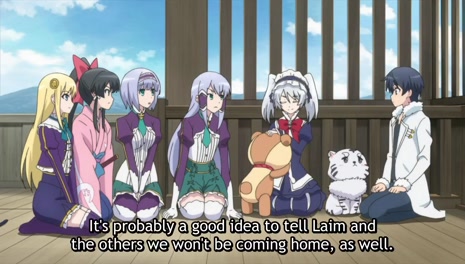 It's probably a good idea to tell Laim and
the others we won't be coming home, as well.